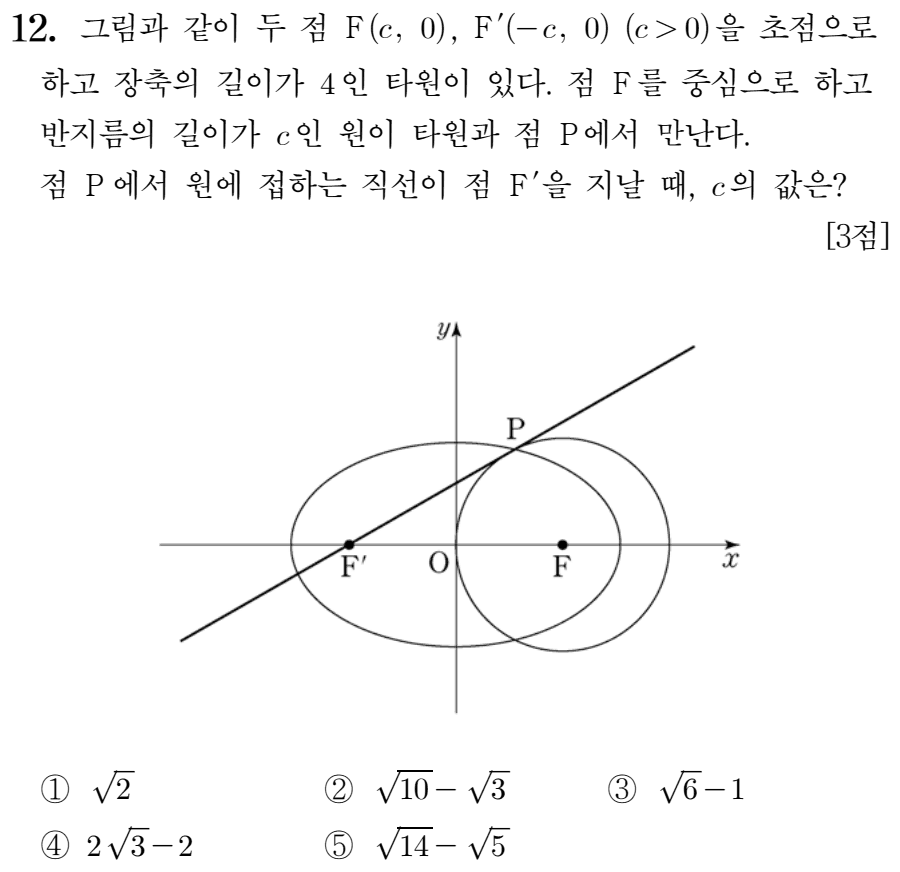 12. 그림과 같이 두 점 F(c, 0), F′(−c, 0) (c>0)을 초점으로
하고 장축의 길이가 4인 타원이 있다. 점 F를 중심으로 하고
반지름의 길이가 c인 원이 타원과 점 P에서 만난다.
점 P에서 원에 접하는 직선이 점 F′을 지날 때, c의 값은?
[3점]
y
P
F′
O
F
x
① √2 ② √10 − √3 ③ √6 − 1
④ 2√3 − 2 ⑤ √14 − √5